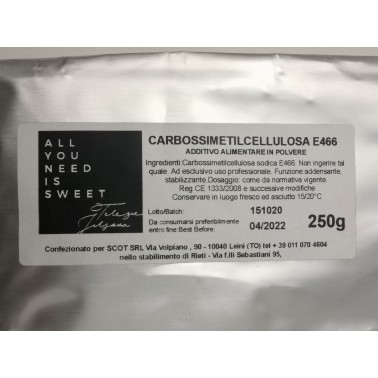 ALL
YOU
NEED
IS
SWEET
CARBOSSIMETILCELLULOSA E466
ADDITIVO ALIMENTARE IN POLVERE
Ingredienti:Carbossimetilcellulosa sodica E466. Non ingerire tal
quale. Ad esclusivo uso professionale. Funzione addensante,
stabilizzante.Dosaggio: come da normativa vigente.
Reg CE 1333/2008 e successive modifiche
Conservare in luogo fresco ed asciutto 15/20°C
Lotto/Batch: 151020
Da consumarsi preferibilmente
entro fine:Best Before: 04/2022 250g
Confezionato per SCOT SRL Via Volpiano , 90 - 10040 Leini (TO) tel + 39 011 070 4604
nello stabilimento di Rieti - Via f.lli Sebastiani 95,